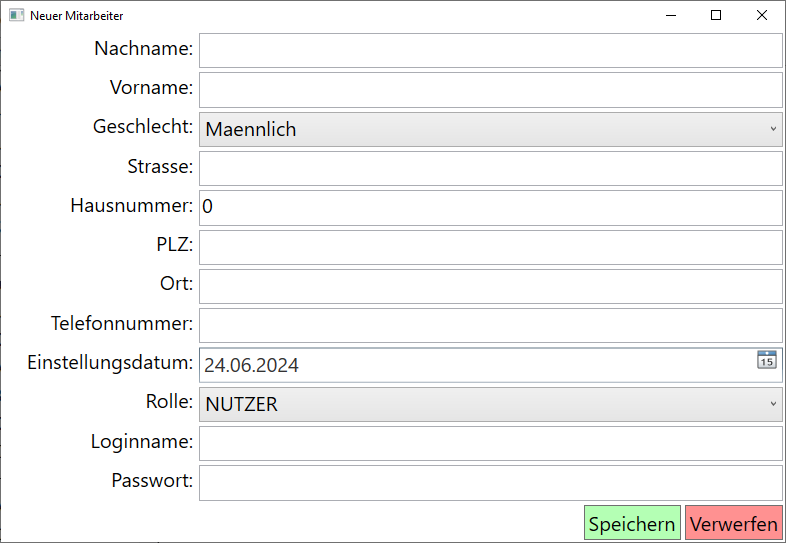 Neuer Mitarbeiter
Nachname:
Vorname:
Geschlecht: Maennlich
Strasse:
Hausnummer: 0
PLZ:
Ort:
Telefonnummer:
Einstellungsdatum: 24.06.2024 15
Rolle: NUTZER
Loginname:
Passwort:
Speichern Verwerfen